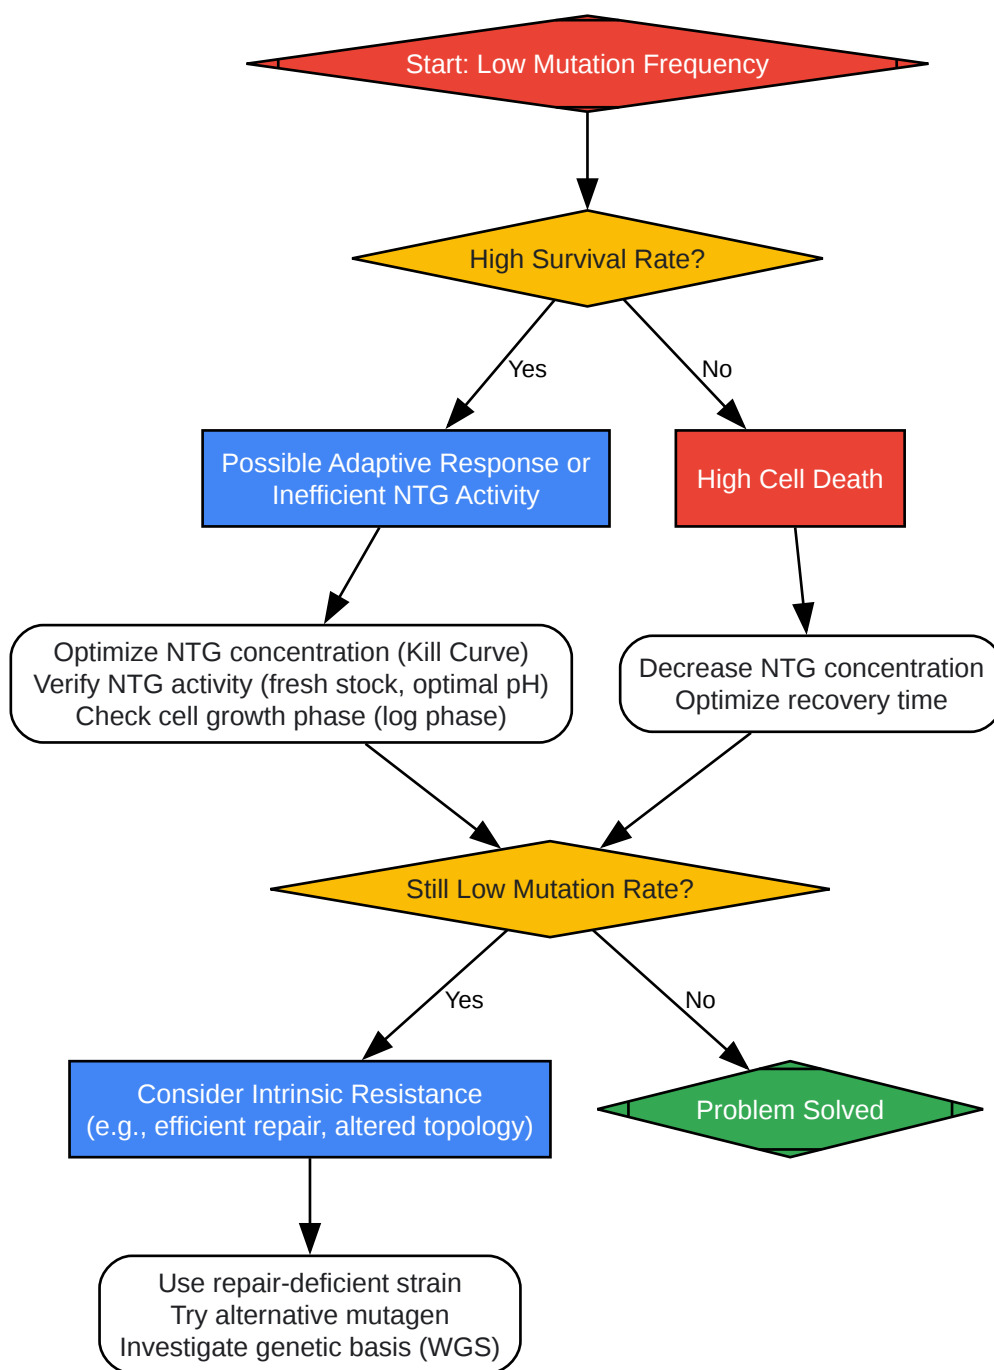 Start: Low Mutation Frequency
High Survival Rate?
Yes
No
Possible Adaptive Response or
Inefficient NTG Activity
High Cell Death
Optimize NTG concentration (Kill Curve)
Verify NTG activity (fresh stock, optimal pH)
Check cell growth phase (log phase)
Decrease NTG concentration
Optimize recovery time
Still Low Mutation Rate?
Yes
No
Consider Intrinsic Resistance
(e.g., efficient repair, altered topology)
Problem Solved
Use repair-deficient strain
Try alternative mutagen
Investigate genetic basis (WGS)